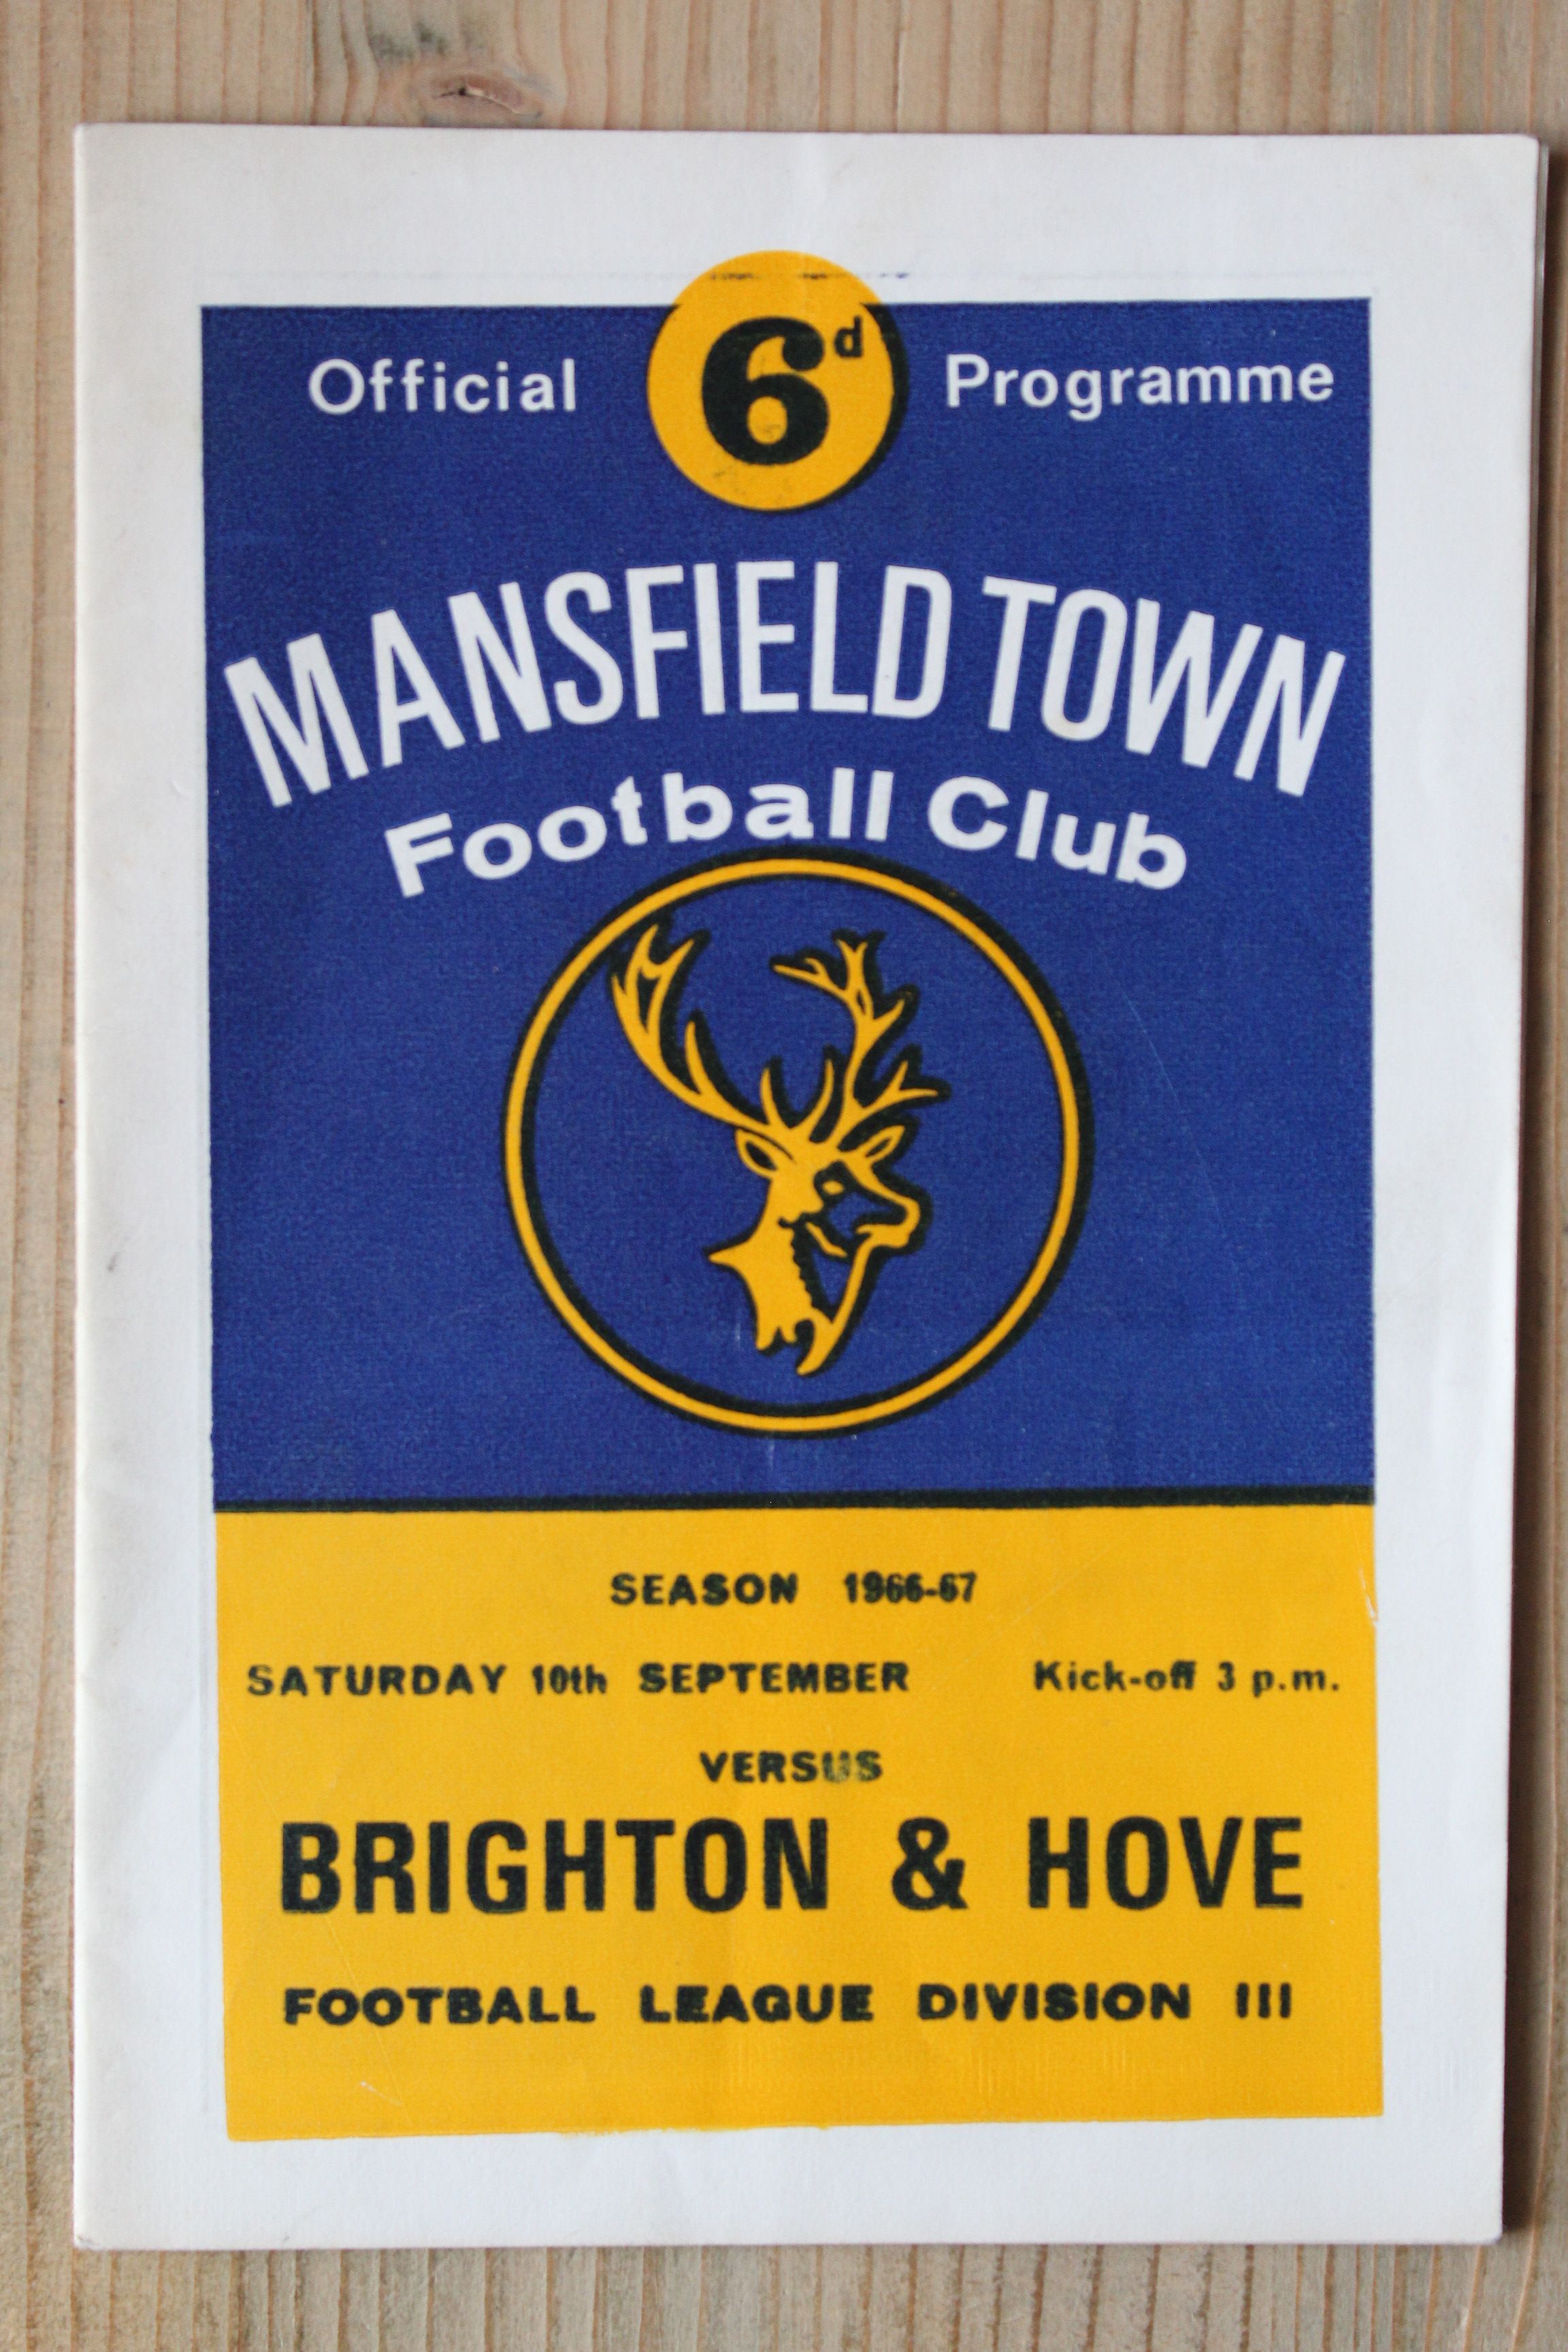 Official 6d Programme
MANSFIELD TOWN
Football Club
SEASON 1966-67
SATURDAY 10th SEPTEMBER Kick-off 3 p.m.
VERSUS
BRIGHTON & HOVE
FOOTBALL LEAGUE DIVISION III